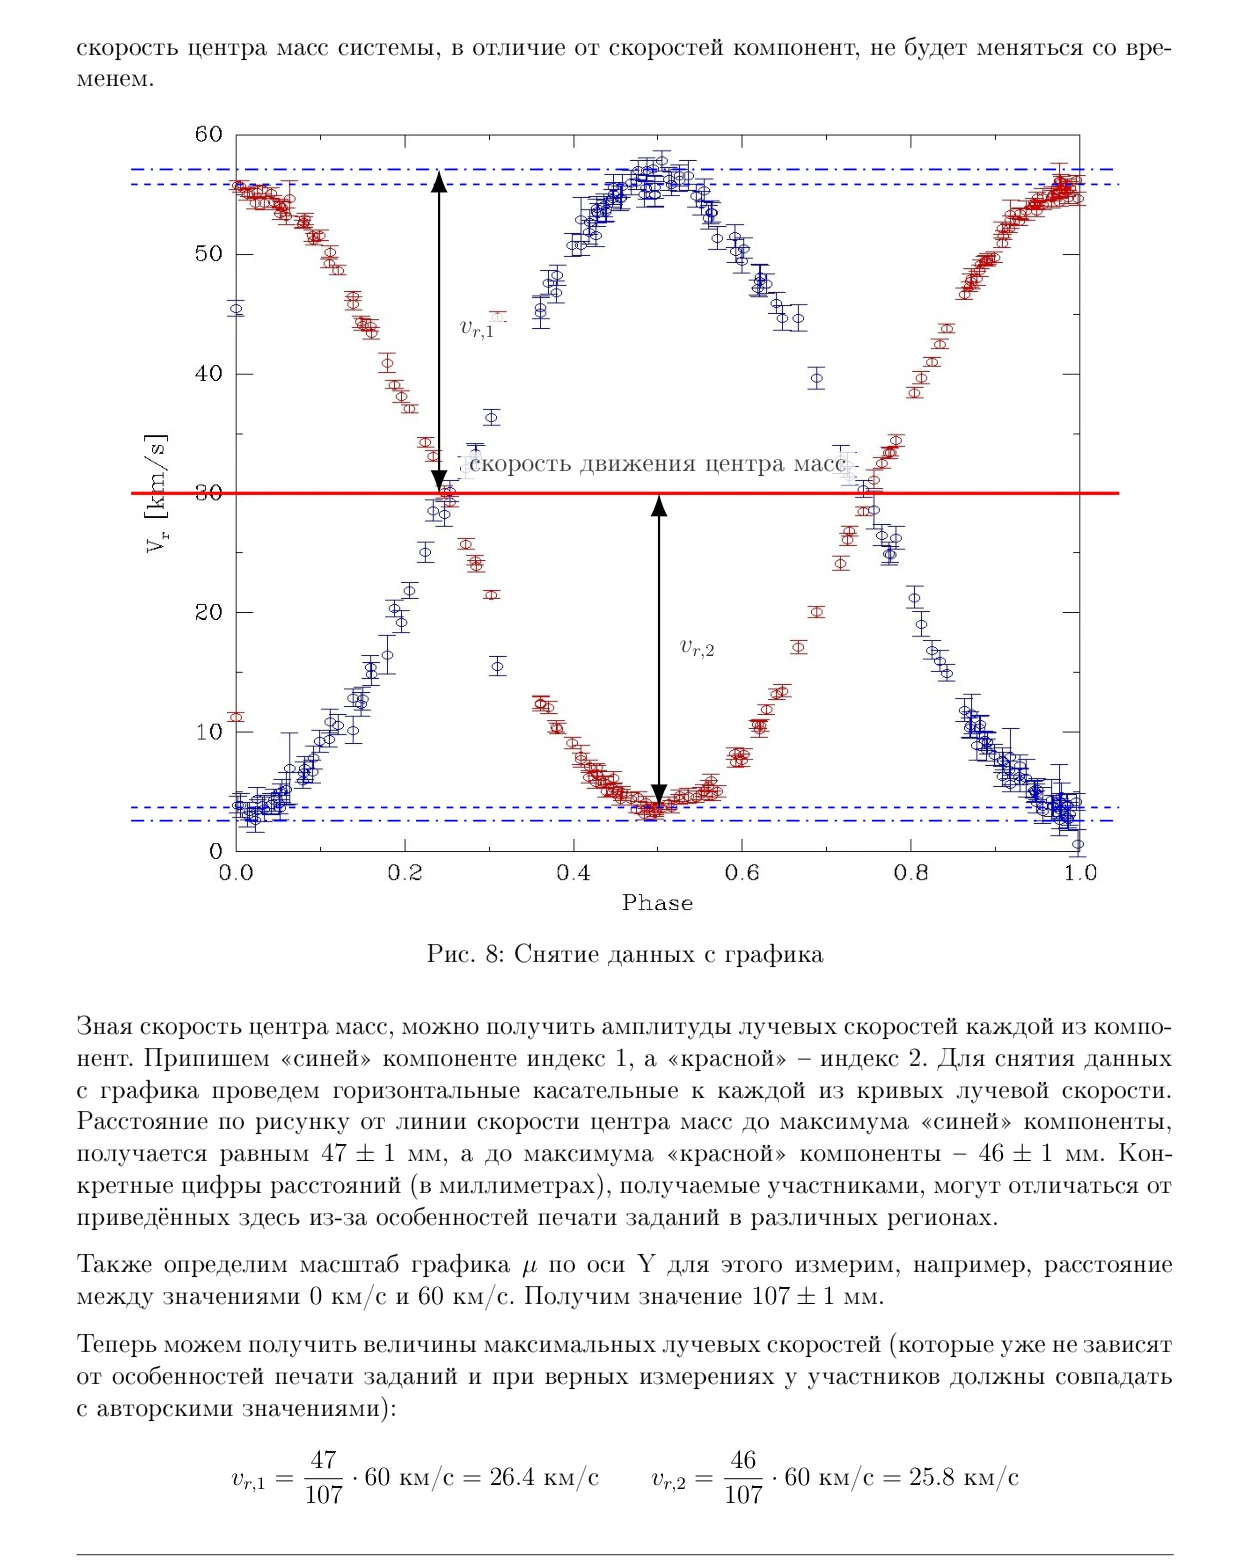 скорость центра масс системы, в отличие от скоростей компонент, не будет меняться со вре-
менем.
60
50
40
30
20
10
0
V_r [km/s]
v_{r,1}
скорость движения центра масс
v_{r,2}
0.0 0.2 0.4 0.6 0.8 1.0
Phase
Рис. 8: Снятие данных с графика
Зная скорость центра масс, можно получить амплитуды лучевых скоростей каждой из компо-
нент. Припишем «синей» компоненте индекс 1, а «красной» – индекс 2. Для снятия данных
с графика проведем горизонтальные касательные к каждой из кривых лучевой скорости.
Расстояние по рисунку от линии скорости центра масс до максимума «синей» компоненты,
получается равным 47 ± 1 мм, а до максимума «красной» компоненты – 46 ± 1 мм. Кон-
кретные цифры расстояний (в миллиметрах), получаемые участниками, могут отличаться от
приведённых здесь из-за особенностей печати заданий в различных регионах.
Также определим масштаб графика μ по оси Y для этого измерим, например, расстояние
между значениями 0 км/с и 60 км/с. Получим значение 107 ± 1 мм.
Теперь можем получить величины максимальных лучевых скоростей (которые уже не зависят
от особенностей печати заданий и при верных измерениях у участников должны совпадать
с авторскими значениями):
v_{r,1} = 47/107 · 60 км/с = 26.4 км/с v_{r,2} = 46/107 · 60 км/с = 25.8 км/с